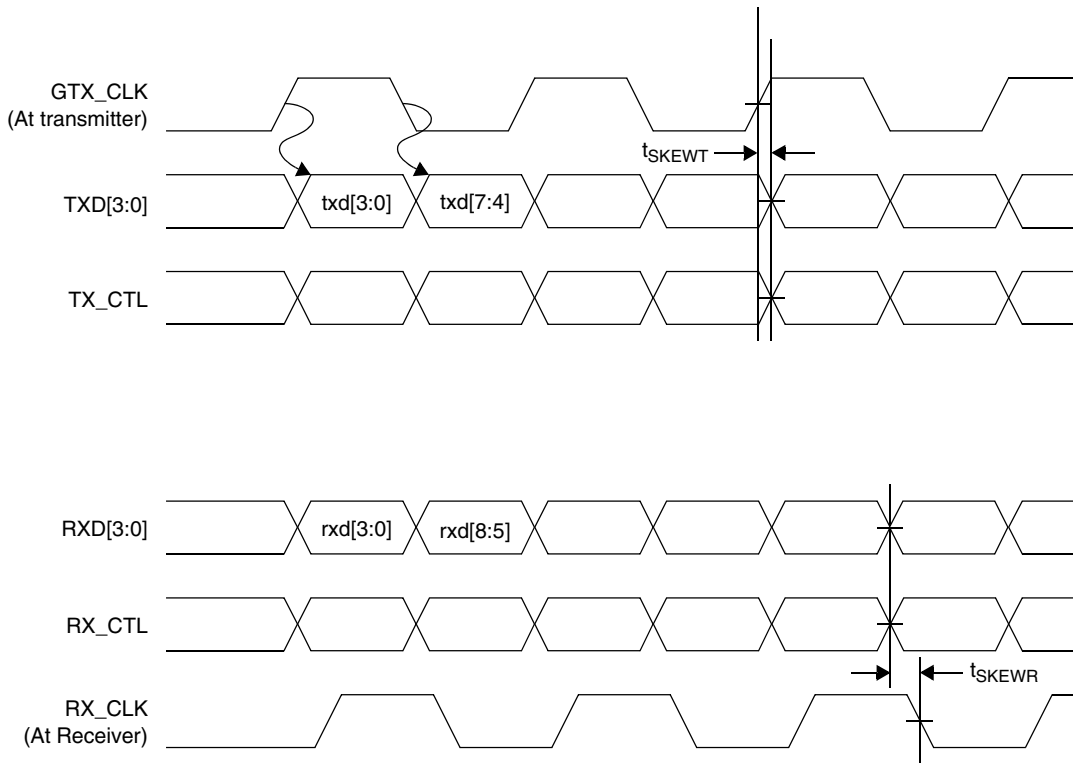 GTX_CLK
(At transmitter)
tSKEWT
TXD[3:0]
txd[3:0]
txd[7:4]
TX_CTL
RXD[3:0]
rxd[3:0]
rxd[8:5]
RX_CTL
tSKEWR
RX_CLK
(At Receiver)